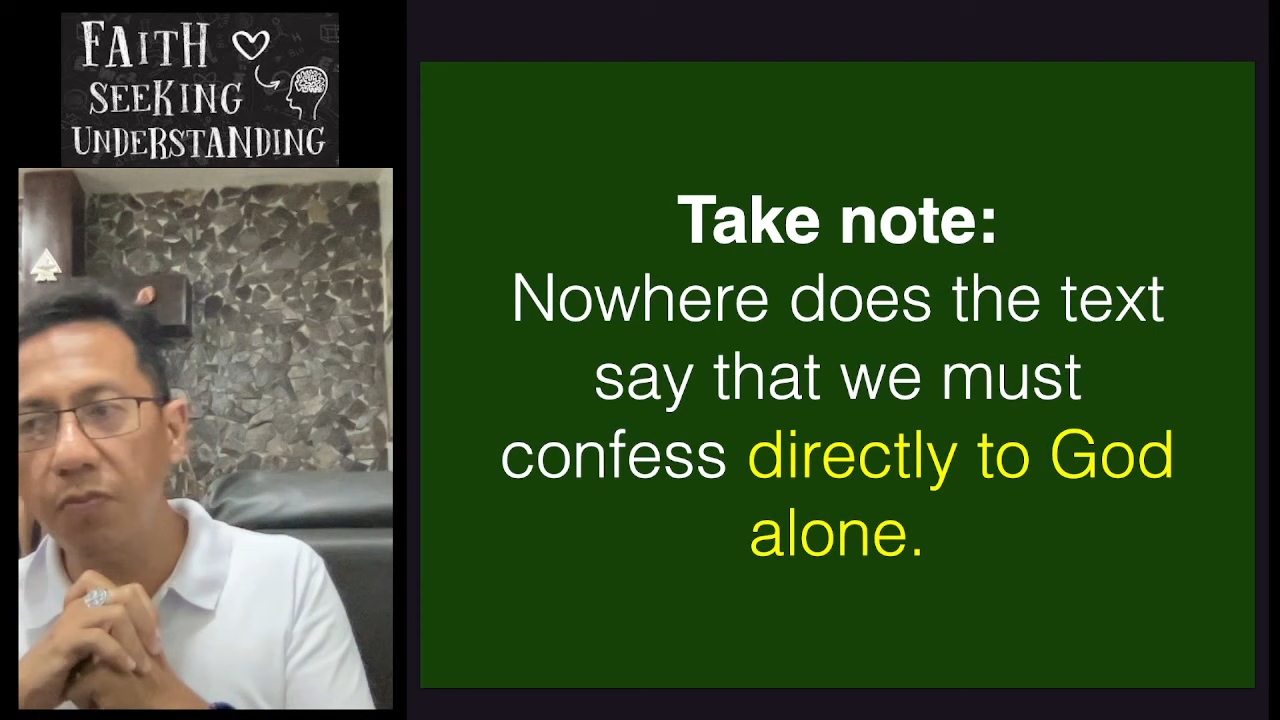 FAITH
SEEKING
UNDERSTANDING
Take note:
Nowhere does the text
say that we must
confess directly to God
alone.